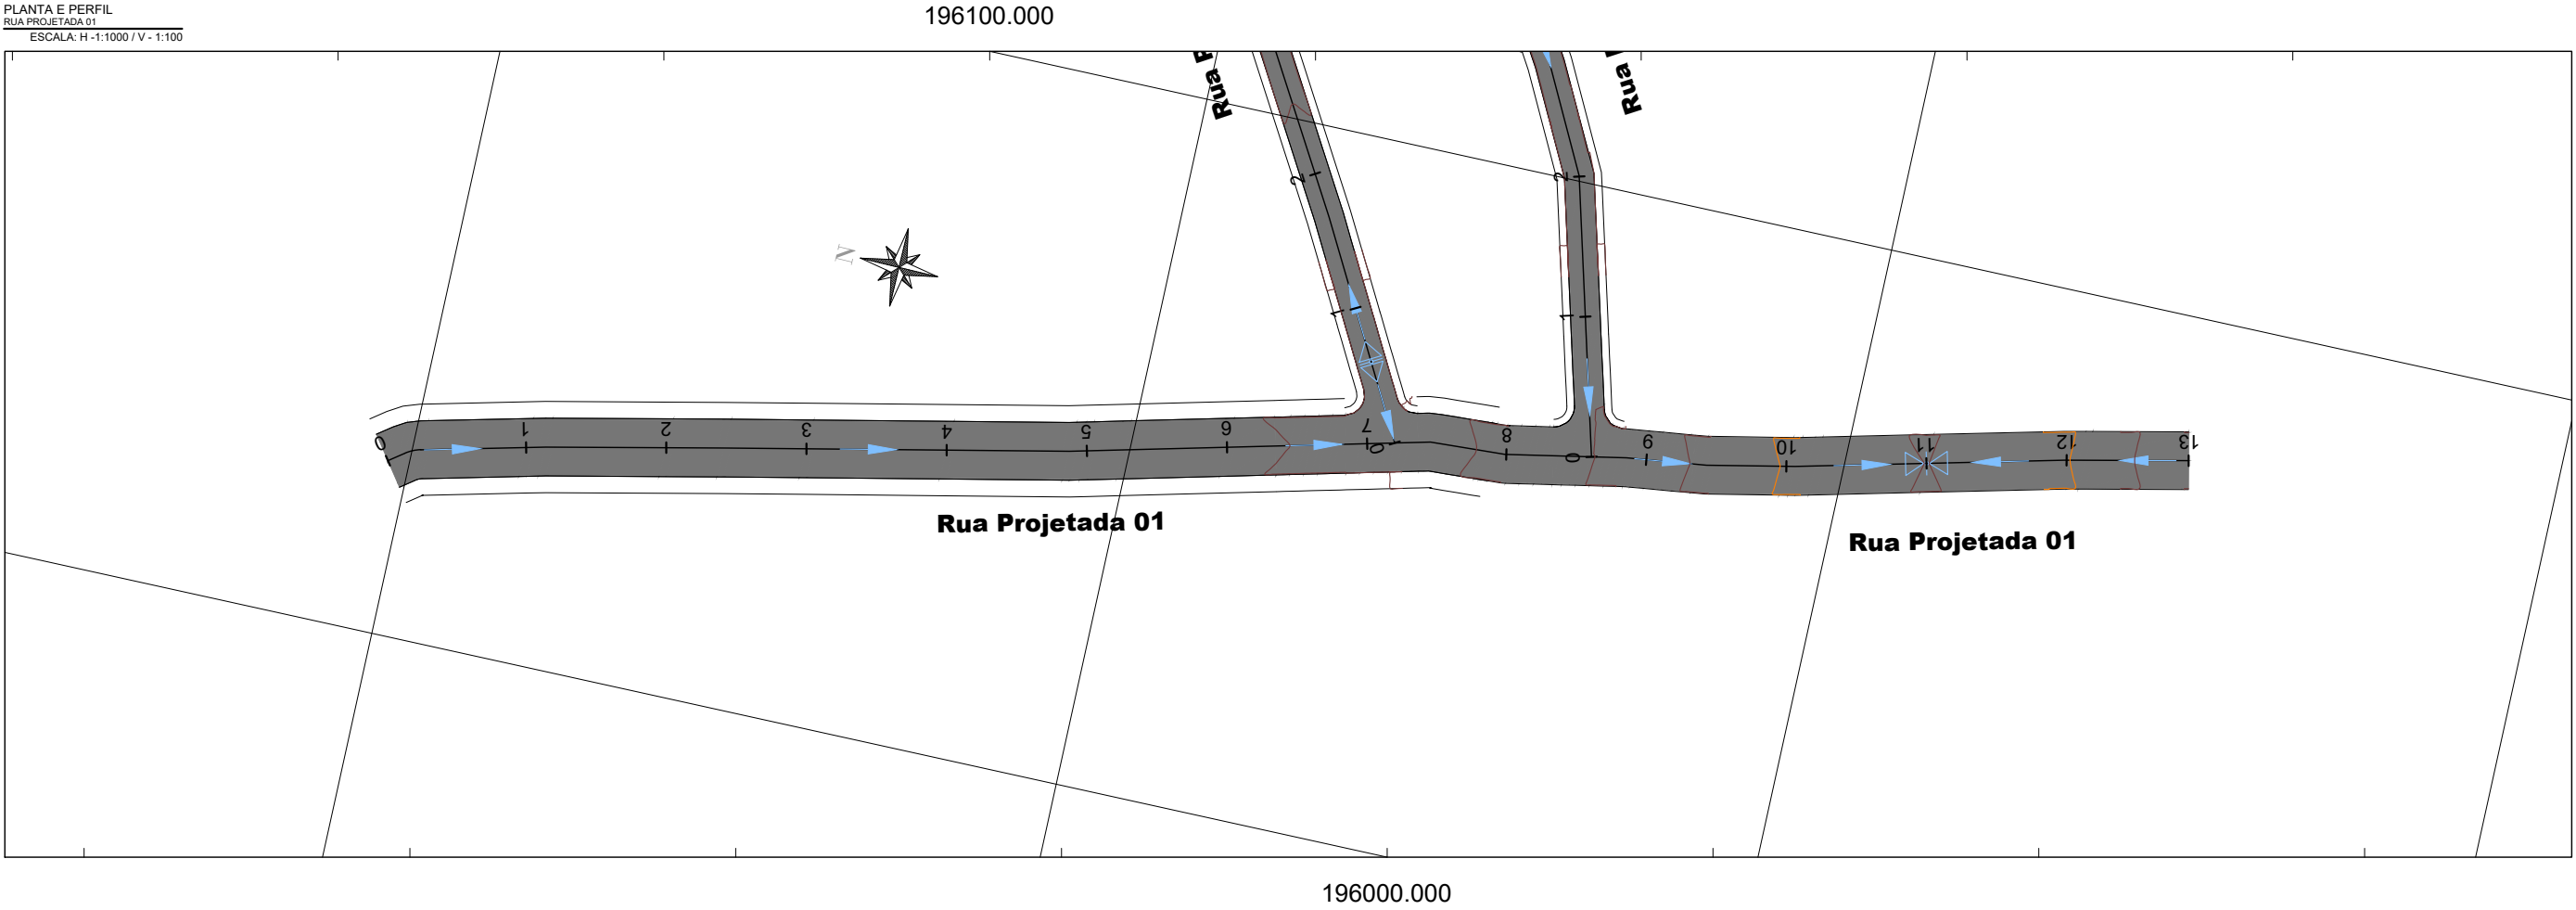 PLANTA E PERFIL
RUA PROJETADA 01
ESCALA: H -1:1000 / V - 1:100
196100.000
Rua
Rua
2
2
N
1
1
0
1
2
3
4
5
6
7
0
8
0
9
10
11
12
13
Rua Projetada 01
Rua Projetada 01
196000.000